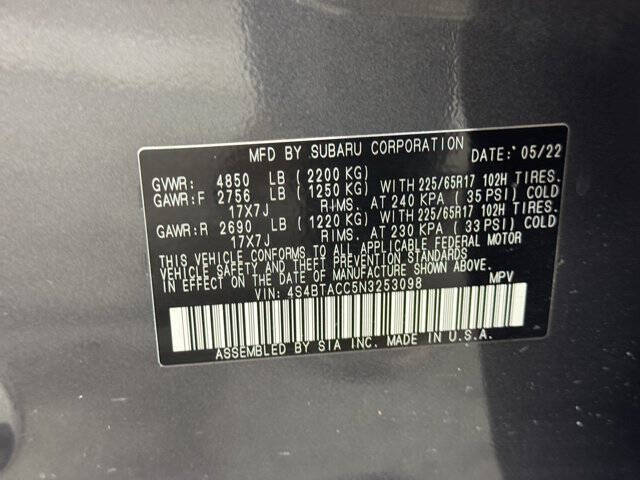 MFD BY SUBARU CORPORATION DATE: 05/22
GVWR: 4850 LB (2200 KG)
GAWR:F 2756 LB (1250 KG) WITH 225/65R17 102H TIRES.
17X7J RIMS. AT 240 KPA (35 PSI) COLD
GAWR:R 2690 LB (1220 KG) WITH 225/65R17 102H TIRES.
17X7J RIMS. AT 230 KPA (33 PSI) COLD
THIS VEHICLE CONFORMS TO ALL APPLICABLE FEDERAL MOTOR
VEHICLE SAFETY AND THEFT PREVENTION STANDARDS
IN EFFECT ON THE DATE OF MANUFACTURE SHOWN ABOVE.
VIN: 4S4BTACC5N3253098 MPV
ASSEMBLED BY SIA INC. MADE IN U.S.A.